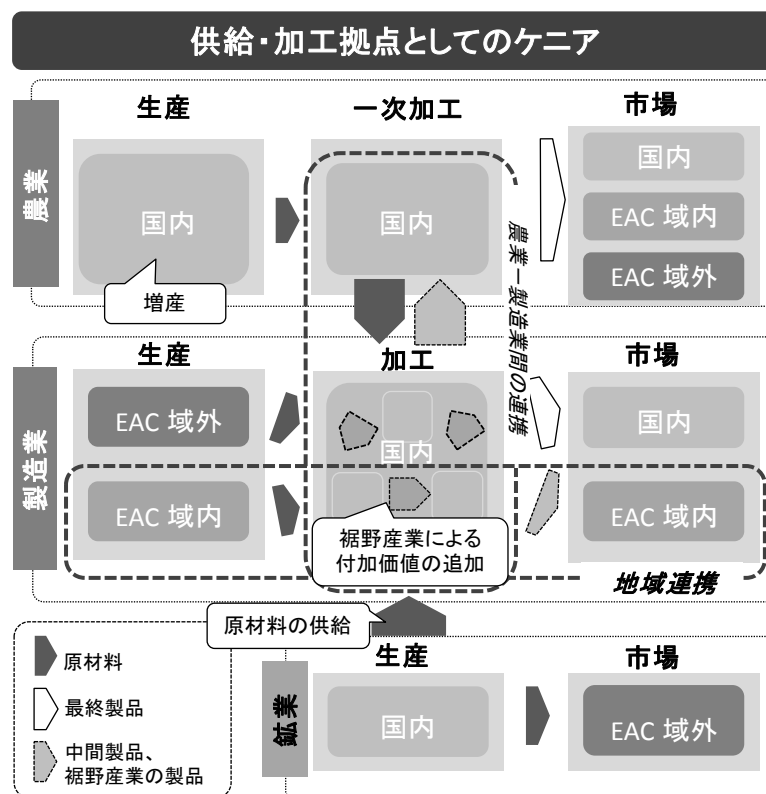 供給・加工拠点としてのケニア
農業
生産
一次加工
市場
国内
国内
国内
EAC 域内
EAC 域外
増産
農業ー製造業間の連携
製造業
生産
加工
市場
EAC 域外
国内
国内
EAC 域内
EAC 域内
裾野産業による
付加価値の追加
地域連携
原材料の供給
鉱業
生産
市場
国内
EAC 域外
原材料
最終製品
中間製品、
裾野産業の製品